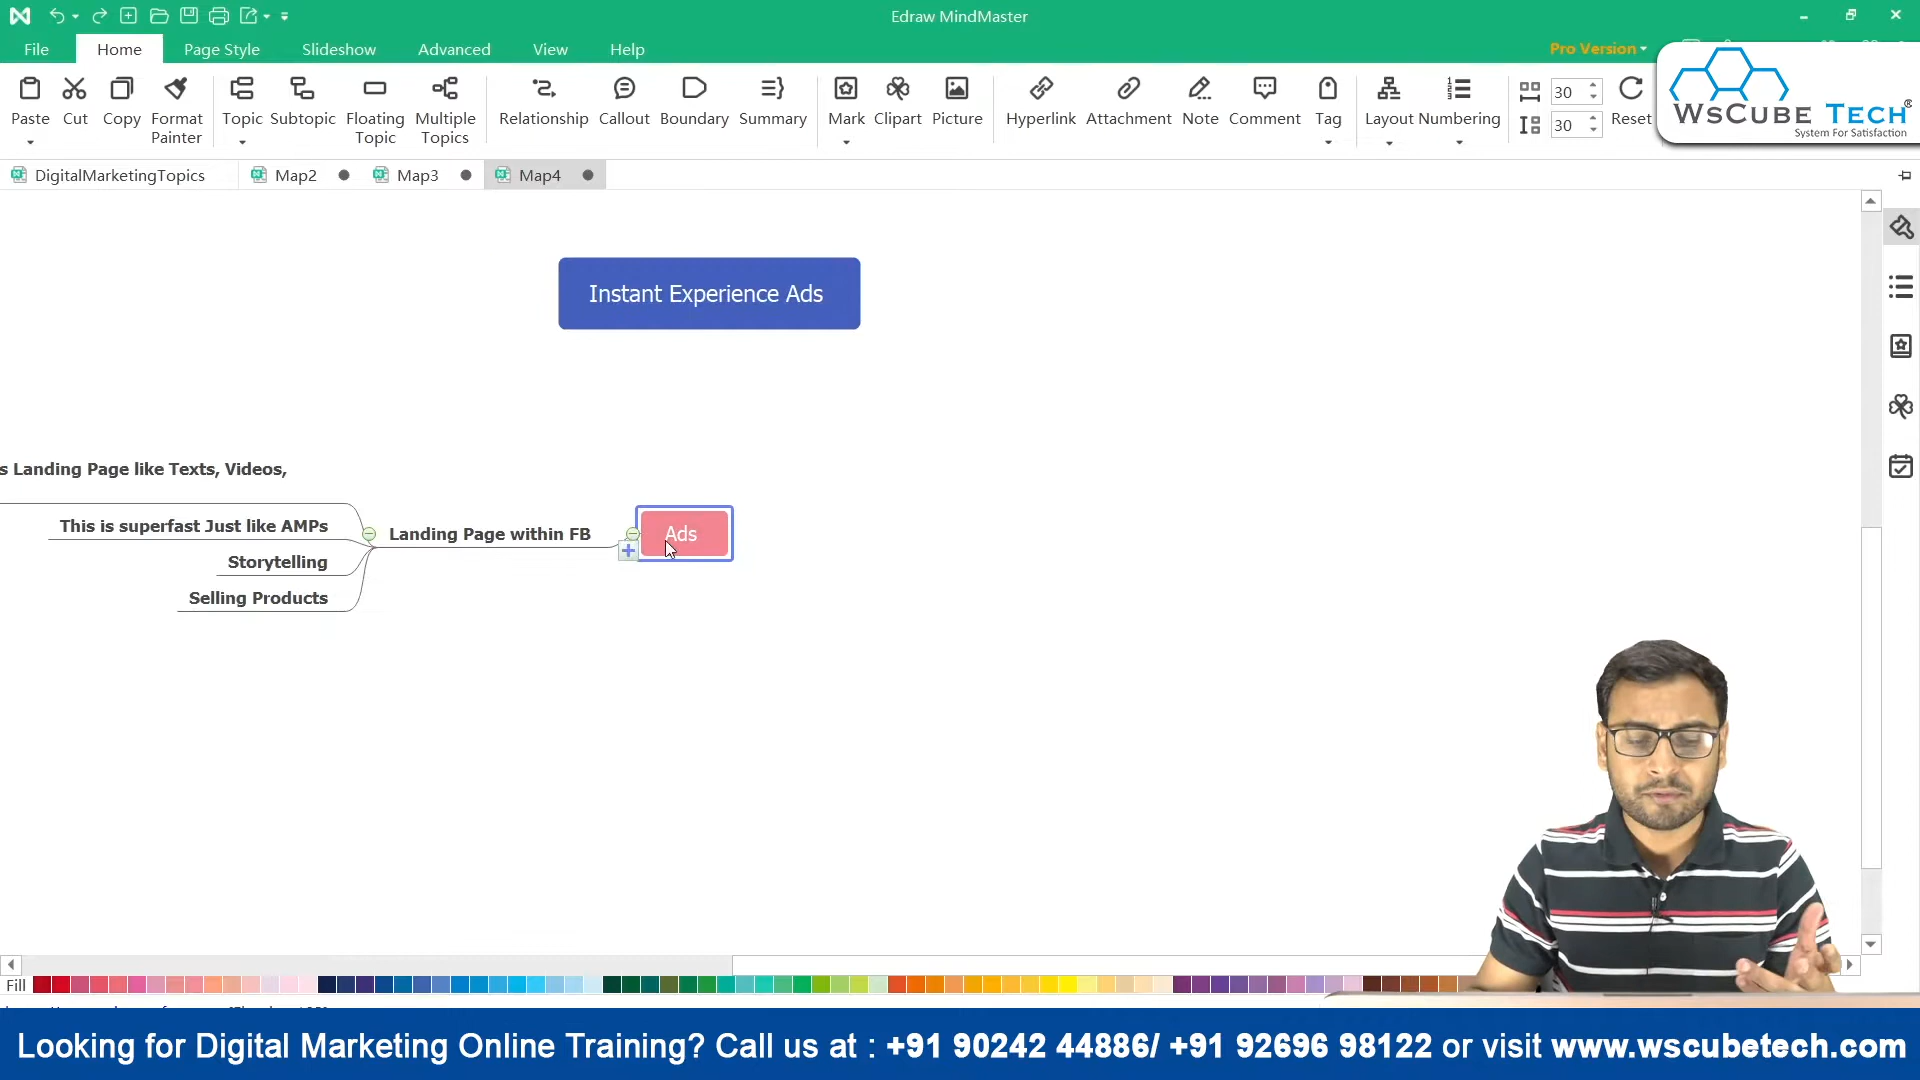 Edraw MindMaster
File Home Page Style Slideshow Advanced View Help Pro Version
Paste Cut Copy Format Painter Topic Subtopic Floating Topic Multiple Topics Relationship Callout Boundary Summary Mark Clipart Picture Hyperlink Attachment Note Comment Tag Layout Numbering 30 30 Reset
WsCube Tech®
System For Satisfaction
DigitalMarketingTopics Map2 Map3 Map4
Instant Experience Ads
s Landing Page like Texts, Videos,
This is superfast Just like AMPs
Landing Page within FB
Ads
Storytelling
Selling Products
Fill
Looking for Digital Marketing Online Training? Call us at : +91 90242 44886/ +91 92696 98122 or visit www.wscubetech.com